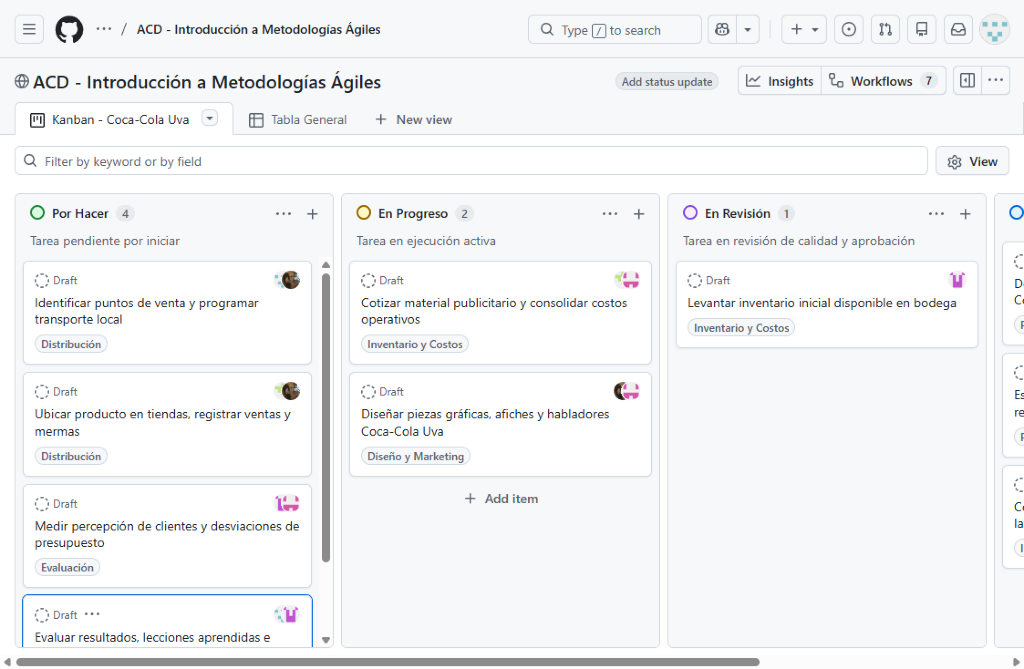 ... / ACD - Introducción a Metodologías Ágiles
Type / to search
ACD - Introducción a Metodologías Ágiles
Add status update
Insights
Workflows 7
Kanban - Coca-Cola Uva
Tabla General
+ New view
Filter by keyword or by field
View
Por Hacer 4
Tarea pendiente por iniciar
Draft
Identificar puntos de venta y programar
transporte local
Distribución
Draft
Ubicar producto en tiendas, registrar ventas y
mermas
Distribución
Draft
Medir percepción de clientes y desviaciones de
presupuesto
Evaluación
Draft ...
Evaluar resultados, lecciones aprendidas e
En Progreso 2
Tarea en ejecución activa
Draft
Cotizar material publicitario y consolidar costos
operativos
Inventario y Costos
Draft
Diseñar piezas gráficas, afiches y habladores
Coca-Cola Uva
Diseño y Marketing
+ Add item
En Revisión 1
Tarea en revisión de calidad y aprobación
Draft
Levantar inventario inicial disponible en bodega
Inventario y Costos